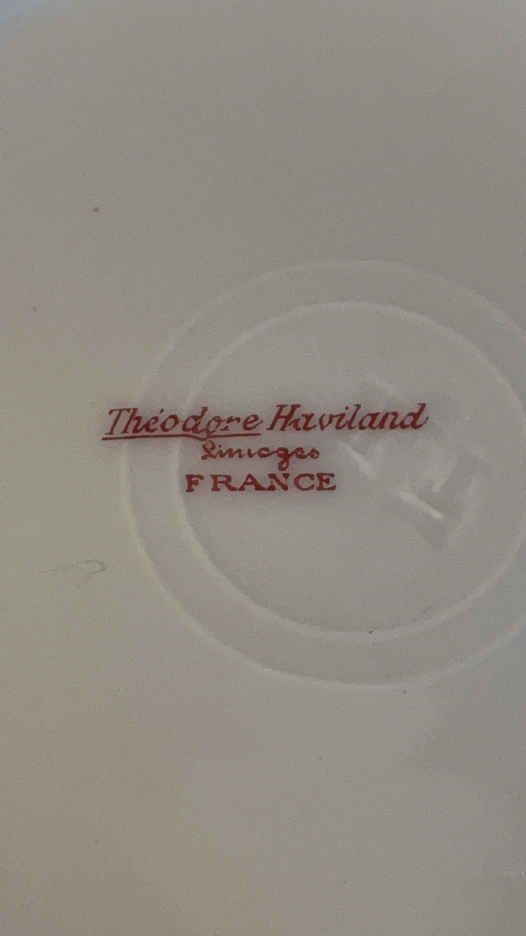 Théodore Haviland
Limoges
FRANCE